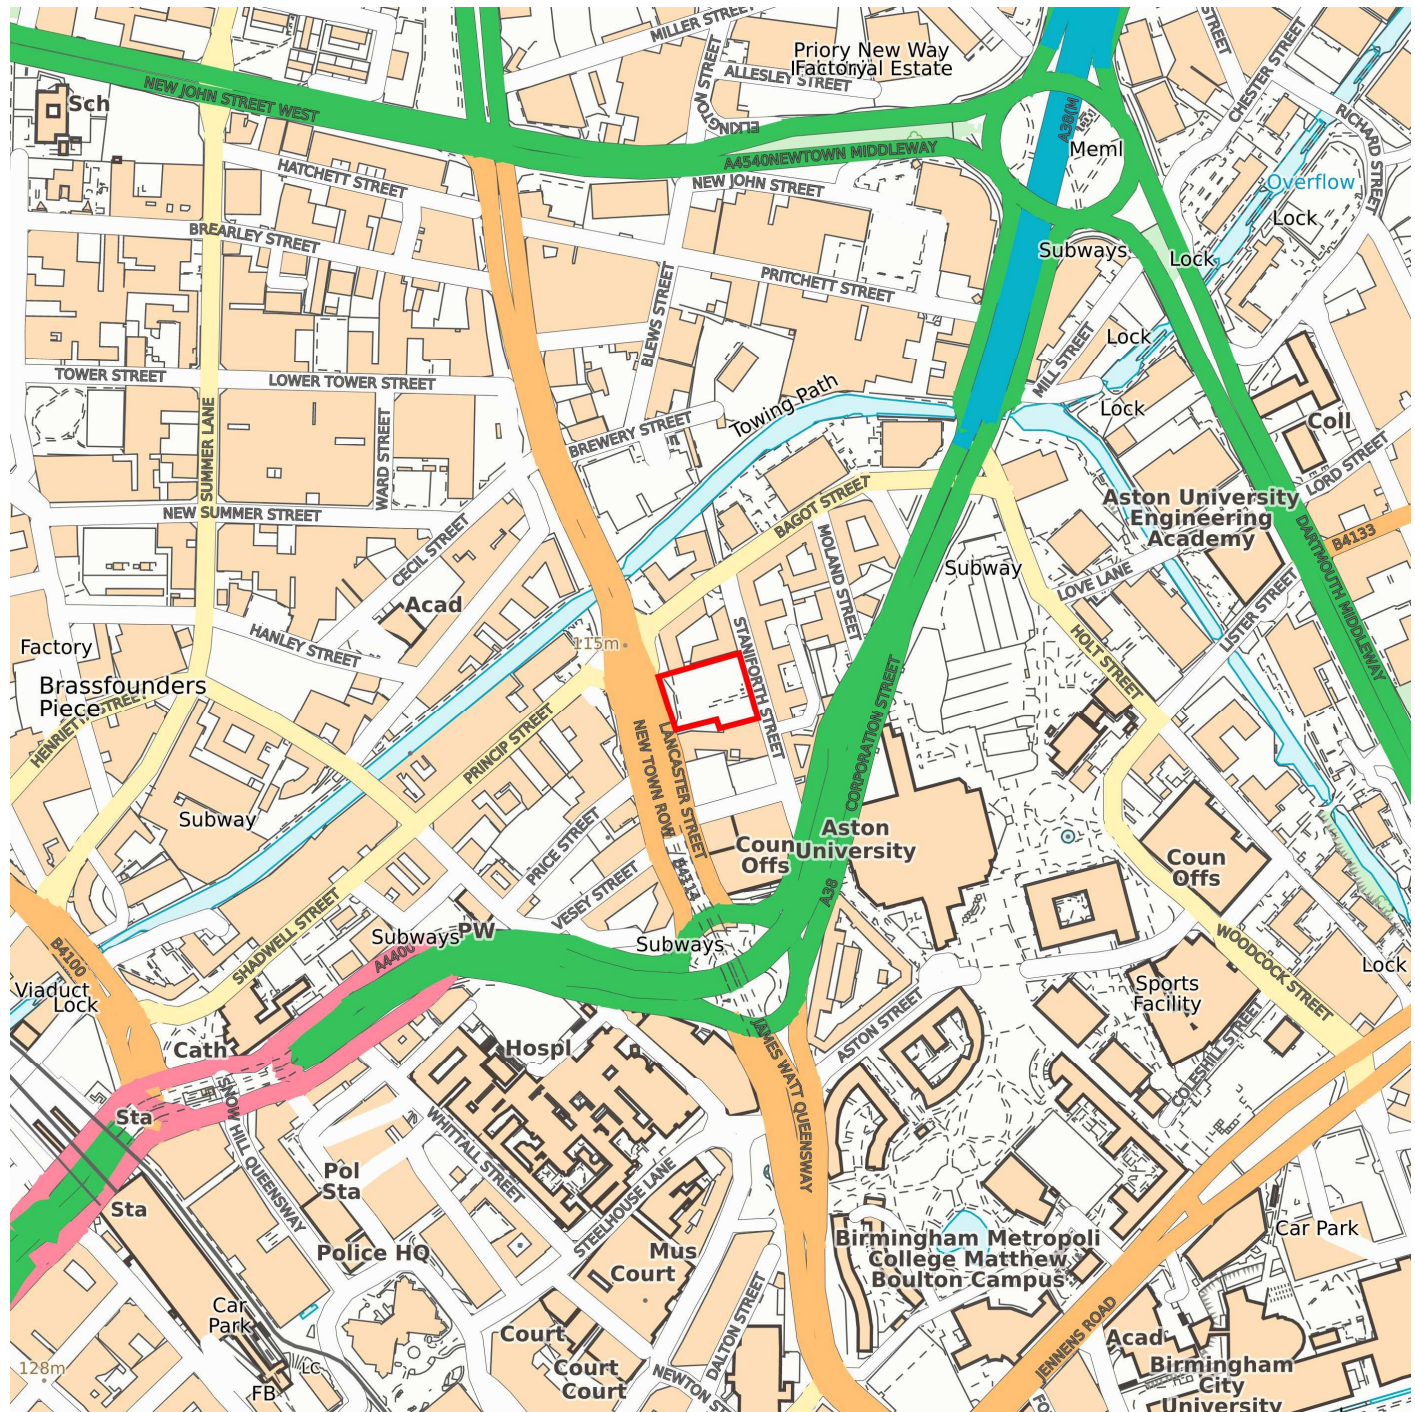 MILLER STREET
Priory New Way
Factoryal Estate
ALLESLEY STREET
STREET
CHESTER STREET
RICHARD STREET
Sch
NEW JOHN STREET WEST
ELKINGTON STREET
A38(M
Meml
A4540NEWTOWN MIDDLEWAY
NEW JOHN STREET
HATCHETT STREET
Overflow
Lock
BREARLEY STREET
Subways
Lock
PRITCHETT STREET
BLEWS STREET
Lock
MILL STREET
TOWER STREET
LOWER TOWER STREET
Towing Path
Lock
Coll
SUMMER LANE
WARD STREET
BREWERY STREET
LORD STREET
BAGOT STREET
Aston University
Engineering
Academy
NEW SUMMER STREET
CECIL STREET
MOLAND STREET
DARTMOUTH MIDDLEWAY
B4133
Subway
LOVE LANE
Acad
LISTER STREET
HANLEY STREET
115m
STANIFORTH STREET
HOLT STREET
Factory
Brassfounders
Piece
HENRIETTA STREET
PRINCIP STREET
NEW TOWN ROW
LANCASTER STREET
CORPORATION STREET
Subway
PRICE STREET
Coun
Offs
Aston
University
Coun
Offs
B4114
A38
VESEY STREET
SHADWELL STREET
Subways
PW
A4400
Subways
WOODCOCK STREET
B4100
Lock
Viaduct
Lock
Sports
Facility
ASTON STREET
COLESHILL STREET
Cath
Hospl
JAMES WATT QUEENSWAY
SNOW HILL QUEENSWAY
Sta
WHITTALL STREET
Pol
Sta
Sta
STEELHOUSE LANE
Police HQ
Mus
Court
Birmingham Metropoli
College Matthew
Boulton Campus
Car Park
Car
Park
DALTON STREET
JENNENS ROAD
Court
Court
Court
NEWTON S
Acad
Birmingham
City
University
128m
LC
FB
FO